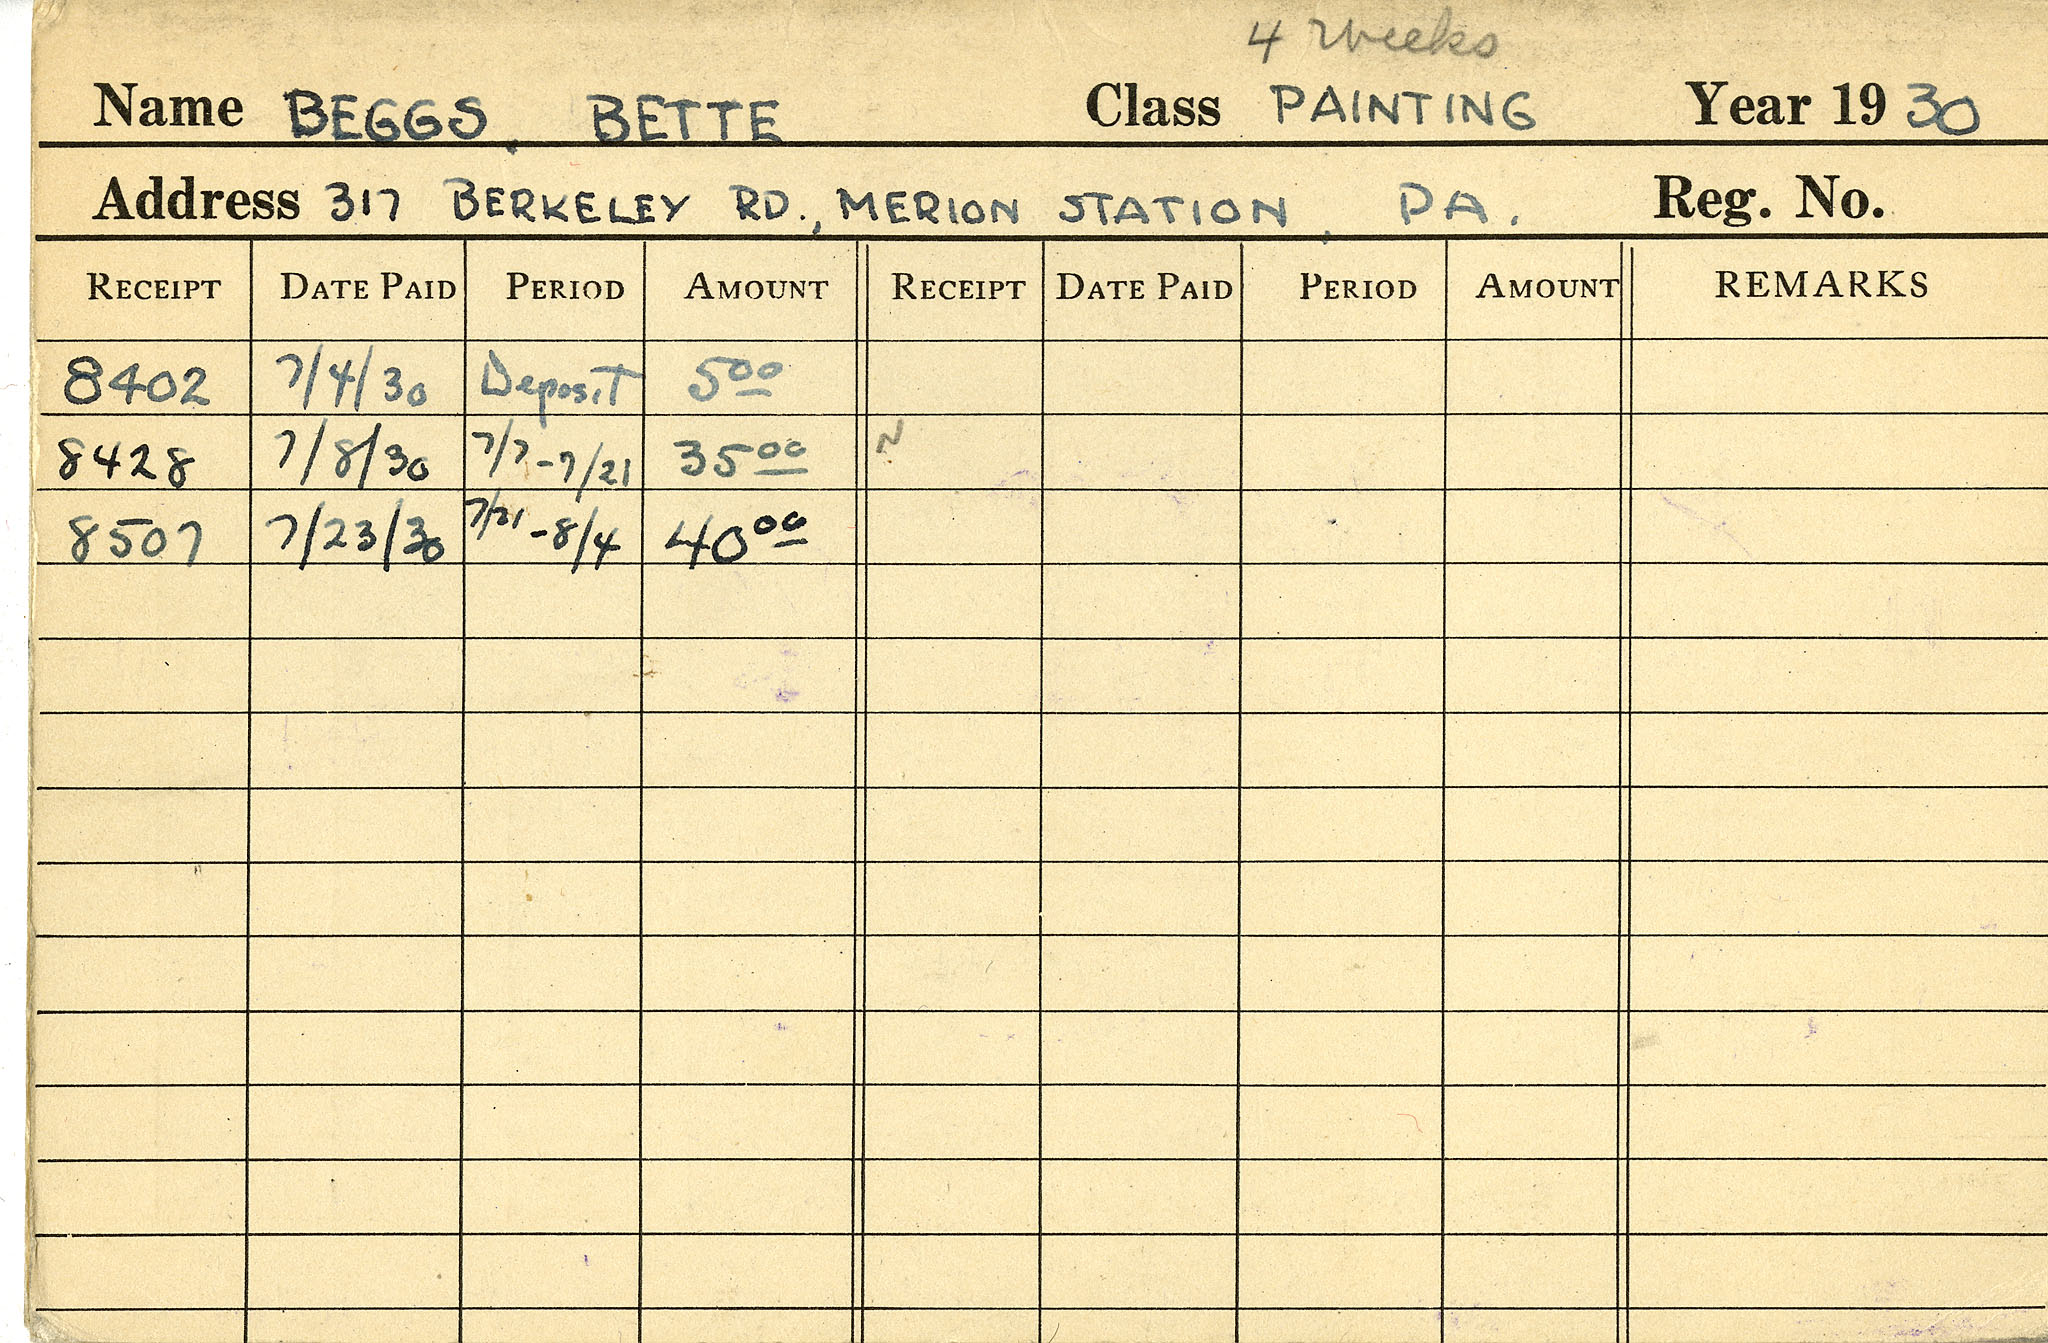 4 Weeks
Name BEGGS, BETTE Class PAINTING Year 19 30
Address 317 BERKELEY RD., MERION STATION, PA. Reg. No.
RECEIPT DATE PAID PERIOD AMOUNT RECEIPT DATE PAID PERIOD AMOUNT REMARKS
8402 7/4/30 Deposit 5 00
8428 7/8/30 7/7 - 7/21 35 00 N
8507 7/23/30 7/21 - 8/4 40 00